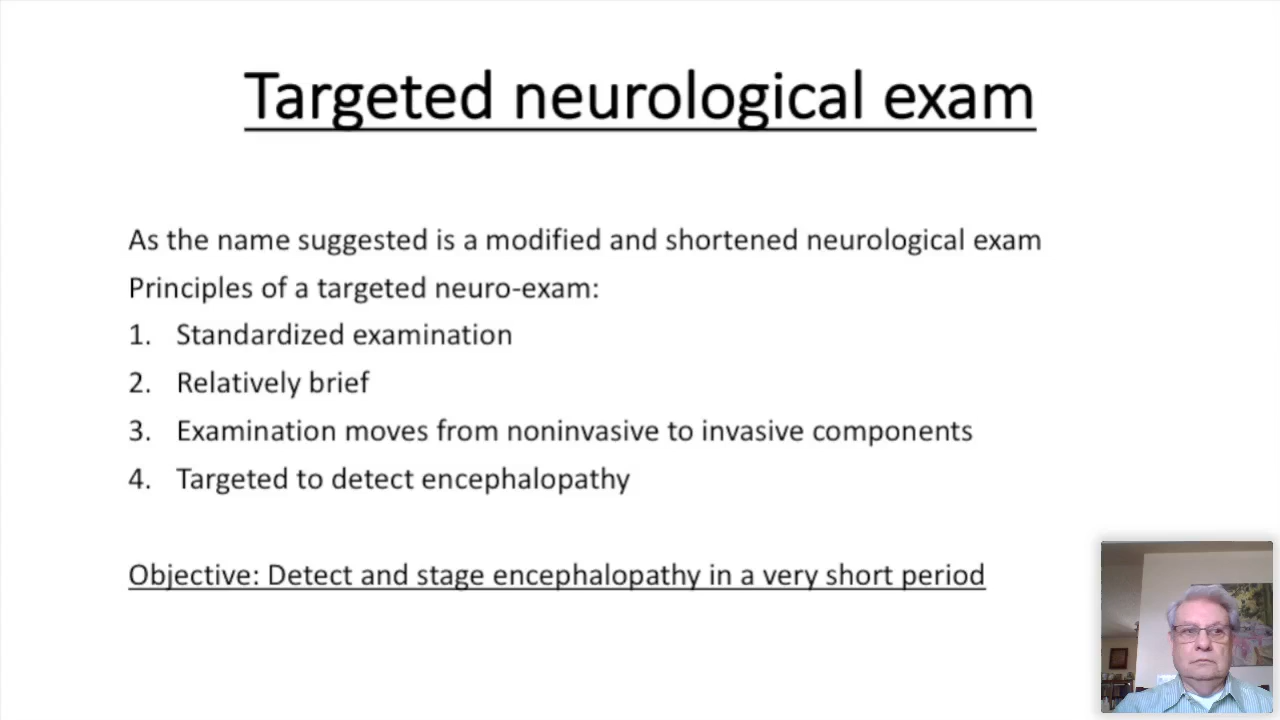 Targeted neurological exam
As the name suggested is a modified and shortened neurological exam
Principles of a targeted neuro-exam:
1. Standardized examination
2. Relatively brief
3. Examination moves from noninvasive to invasive components
4. Targeted to detect encephalopathy
Objective: Detect and stage encephalopathy in a very short period